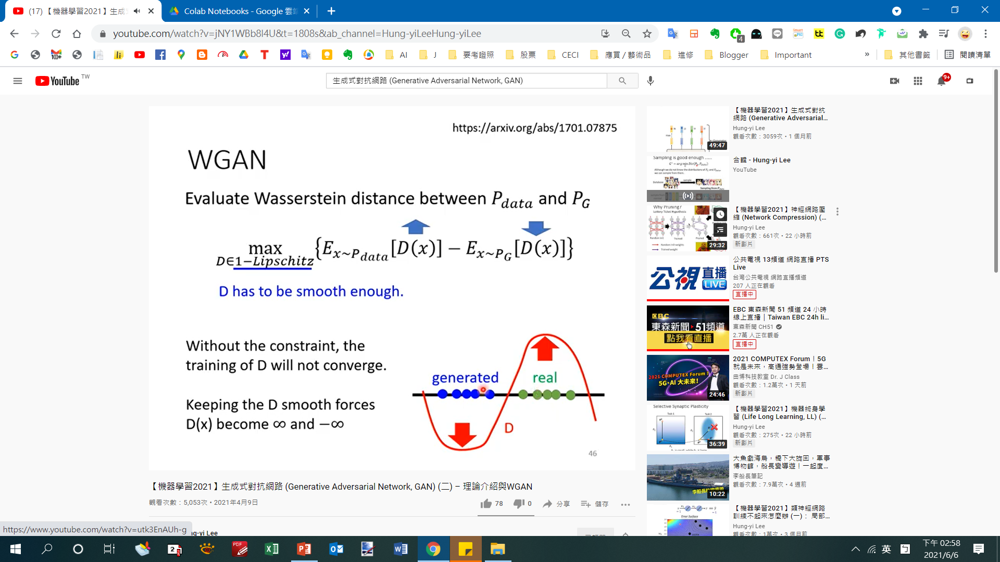 (17) 【機器學習2021】生成
Colab Notebooks - Google 雲
youtube.com/watch?v=jNY1WBb8l4U&t=1808s&ab_channel=Hung-yiLeeHung-yiLee
AI
J
要考證照
股票
CECI
應買 / 藝術品
進修
Blogger
Important
»
其他書籤
閱讀清單
YouTube TW
生成式對抗網路 (Generative Adversarial Network, GAN)
9+
https://arxiv.org/abs/1701.07875
WGAN
Evaluate Wasserstein distance between P_data and P_G
max {E_x~P_data [D(x)] − E_x~P_G [D(x)]}
D∈1−Lipschitz
D has to be smooth enough.
Without the constraint, the
training of D will not converge.
Keeping the D smooth forces
D(x) become ∞ and −∞
generated
real
D
46
【機器學習2021】生成式對抗網路 (Generative Adversarial Network, GAN) (二) – 理論介紹與WGAN
觀看次數：5,053次・2021年4月9日
78
0
分享
儲存
https://www.youtube.com/watch?v=utk3EnAUh-g
ng-yi Lee
【機器學習2021】生成式對抗
網路 (Generative Adversarial...
Hung-yi Lee
觀看次數：3059次・1 個月前
49:47
Sampling is good enough ......
合輯 - Hung-yi Lee
YouTube
Why Pruning?
Lottery Ticket Hypothesis
29:32
【機器學習2021】神經網路壓
縮 (Network Compression) (...
Hung-yi Lee
觀看次數：661次・22 小時前
新影片
公視 直播 LIVE
公共電視 13頻道 網路直播 PTS
Live
台灣公共電視 網路直播頻道
207 人正在觀看
直播中
EBC
東森新聞 51頻道
點我看直播
EBC 東森新聞 51 頻道 24 小時
線上直播｜Taiwan EBC 24h li...
東森新聞 CH51
2.7萬 人正在觀看
直播中
2021 COMPUTEX Forum！
5G、AI 大未來!
24:46
2021 COMPUTEX Forum！5G
就是未來，高通強勢登場！雲...
曲博科技教室 Dr. J Class
觀看次數：1.2萬次・1 天前
新影片
Selective Synaptic Plasticity
Task 1
Task 2
36:39
【機器學習2021】機器終身學
習 (Life Long Learning, LL) (...
Hung-yi Lee
觀看次數：275次・22 小時前
新影片
10:22
大魚戲海鳥，橋下大旋回，軍事
博物館，船長變導遊！一起度...
李船長筆記
觀看次數：7.9萬次・4 週前
Error Surface
【機器學習2021】類神經網路
訓練不起來怎麼辦 (一)： 局部...
Hung-yi Lee
觀看次數：1萬次・3 個月前
英
下午 02:58
2021/6/6